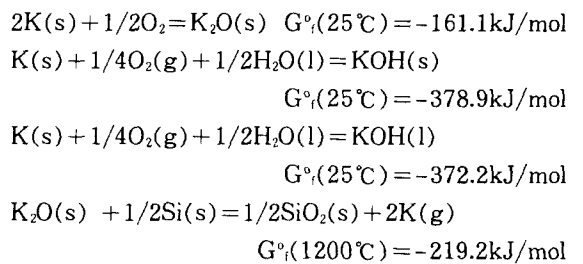 2K(s)+1/2O₂=K₂O(s) G°f(25℃)=-161.1kJ/mol
K(s)+1/4O₂(g)+1/2H₂O(l)=KOH(s)
G°f(25℃)=-378.9kJ/mol
K(s)+1/4O₂(g)+1/2H₂O(l)=KOH(l)
G°f(25℃)=-372.2kJ/mol
K₂O(s) +1/2Si(s)=1/2SiO₂(s)+2K(g)
G°f(1200℃)=-219.2kJ/mol